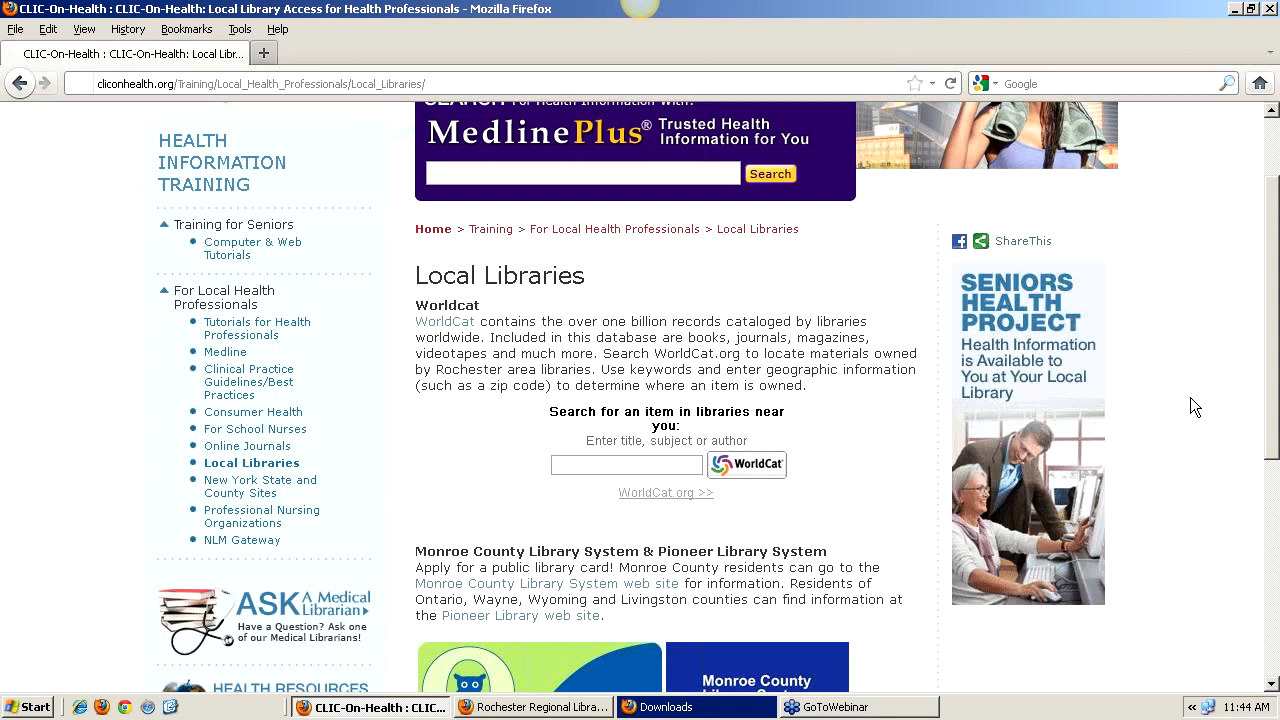 CLIC-On-Health : CLIC-On-Health: Local Library Access for Health Professionals - Mozilla Firefox
File Edit View History Bookmarks Tools Help
CLIC-On-Health : CLIC-On-Health: Local Libr...
cliconhealth.org/Training/Local_Health_Professionals/Local_Libraries/
Google
SEARCH For Health Information with:
MedlinePlus® Trusted Health
Information for You
Search
HEALTH
INFORMATION
TRAINING
Training for Seniors
Computer & Web
Tutorials
For Local Health
Professionals
Tutorials for Health
Professionals
Medline
Clinical Practice
Guidelines/Best
Practices
Consumer Health
For School Nurses
Online Journals
Local Libraries
New York State and
County Sites
Professional Nursing
Organizations
NLM Gateway
ASK A Medical
Librarian
Have a Question? Ask one
of our Medical Librarians!
HEALTH RESOURCES
Home > Training > For Local Health Professionals > Local Libraries
Local Libraries
Worldcat
WorldCat contains the over one billion records cataloged by libraries
worldwide. Included in this database are books, journals, magazines,
videotapes and much more. Search WorldCat.org to locate materials owned
by Rochester area libraries. Use keywords and enter geographic information
(such as a zip code) to determine where an item is owned.
Search for an item in libraries near
you:
Enter title, subject or author
WorldCat
WorldCat.org >>
Monroe County Library System & Pioneer Library System
Apply for a public library card! Monroe County residents can go to the
Monroe County Library System web site for information. Residents of
Ontario, Wayne, Wyoming and Livingston counties can find information at
the Pioneer Library web site.
Monroe County
Library System
ShareThis
SENIORS
HEALTH
PROJECT
Health Information
is Available to
You at Your Local
Library
Start
CLIC-On-Health : CLIC...
Rochester Regional Libra...
Downloads
GoToWebinar
« 11:44 AM